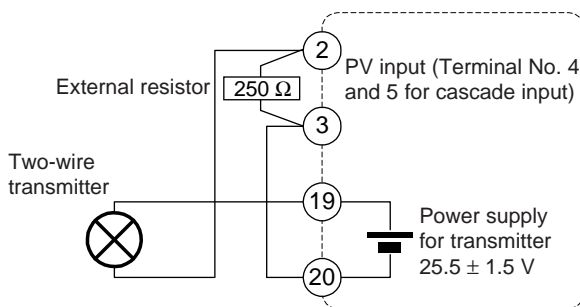 2
External resistor
250 Ω
PV input (Terminal No. 4
and 5 for cascade input)
3
Two-wire
transmitter
19
Power supply
for transmitter
25.5 ± 1.5 V
20